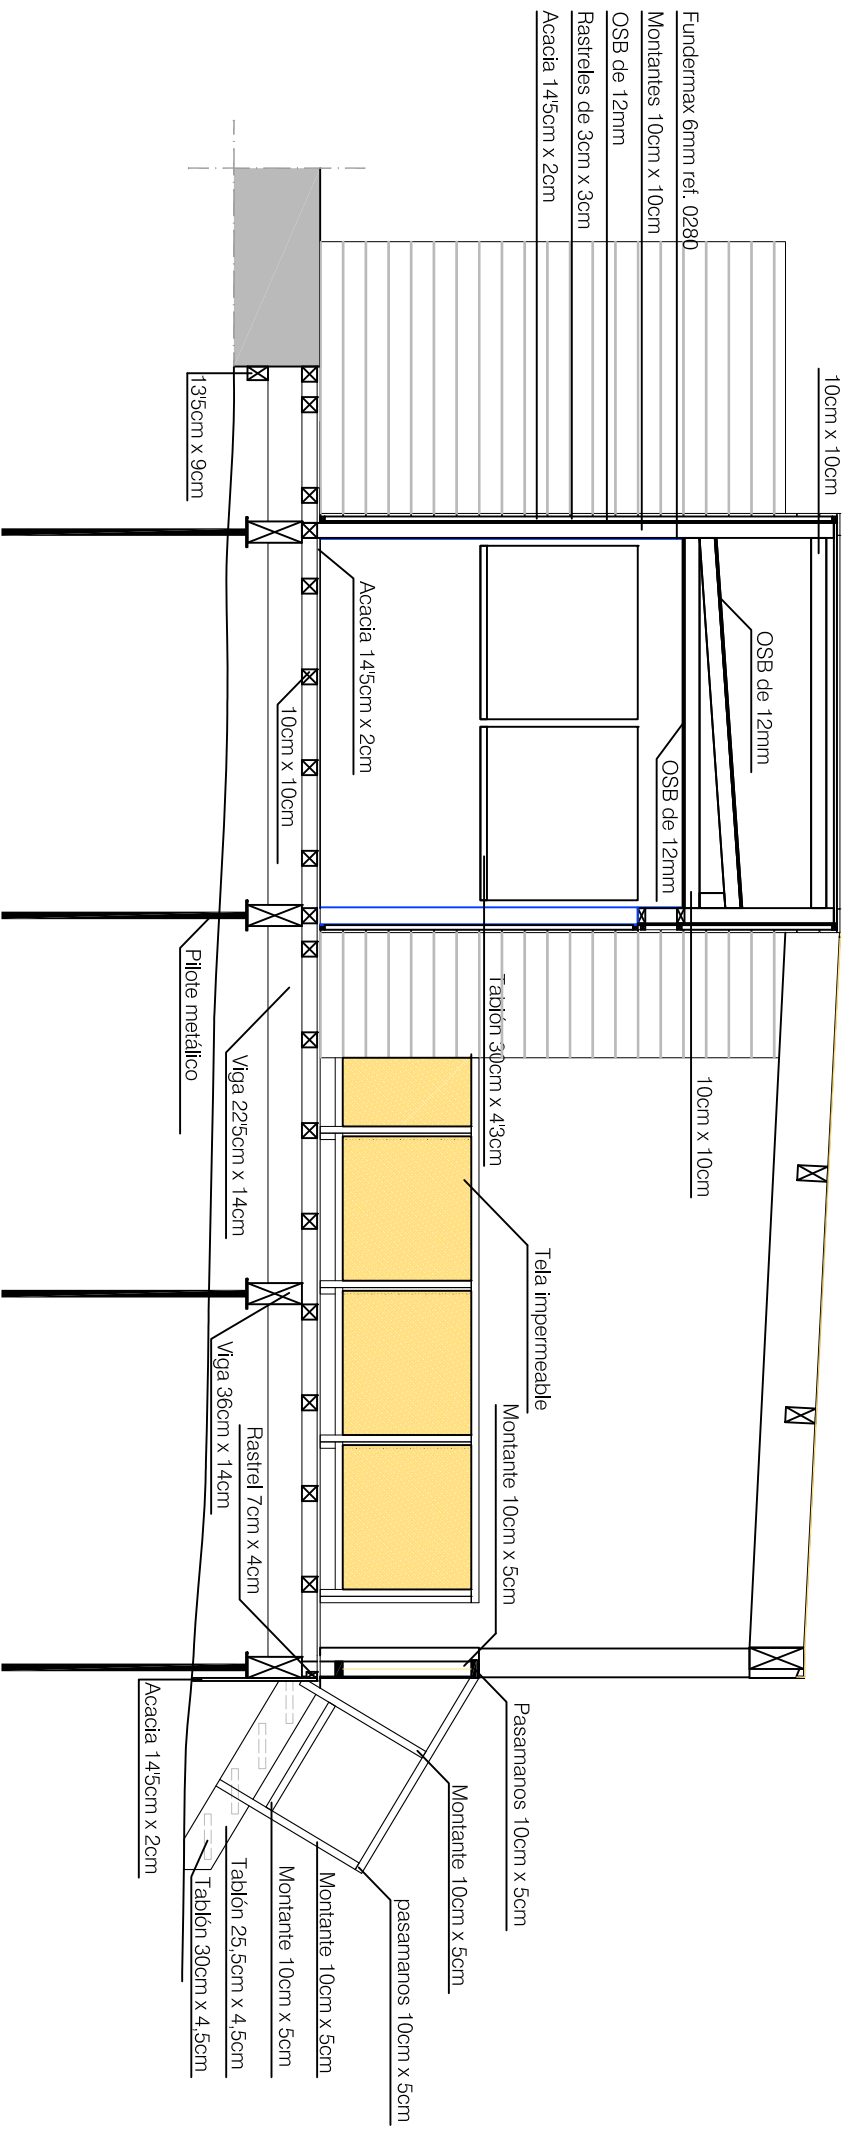 Fundermax 6mm ref. 0280
Montantes 10cm x 10cm
OSB de 12mm
Rastreles de 3cm x 3cm
Acacia 14'5cm x 2cm
10cm x 10cm
13'5cm x 9cm
OSB de 12mm
OSB de 12mm
Acacia 14'5cm x 2cm
10cm x 10cm
10cm x 10cm
Tablón 30cm x 4'3cm
Pilote metálico
Viga 22'5cm x 14cm
Tela impermeable
Viga 36cm x 14cm
Montante 10cm x 5cm
Rastrel 7cm x 4cm
Pasamanos 10cm x 5cm
Montante 10cm x 5cm
pasamanos 10cm x 5cm
Montante 10cm x 5cm
Montante 10cm x 5cm
Tablón 25,5cm x 4,5cm
Tablón 30cm x 4,5cm
Acacia 14'5cm x 2cm